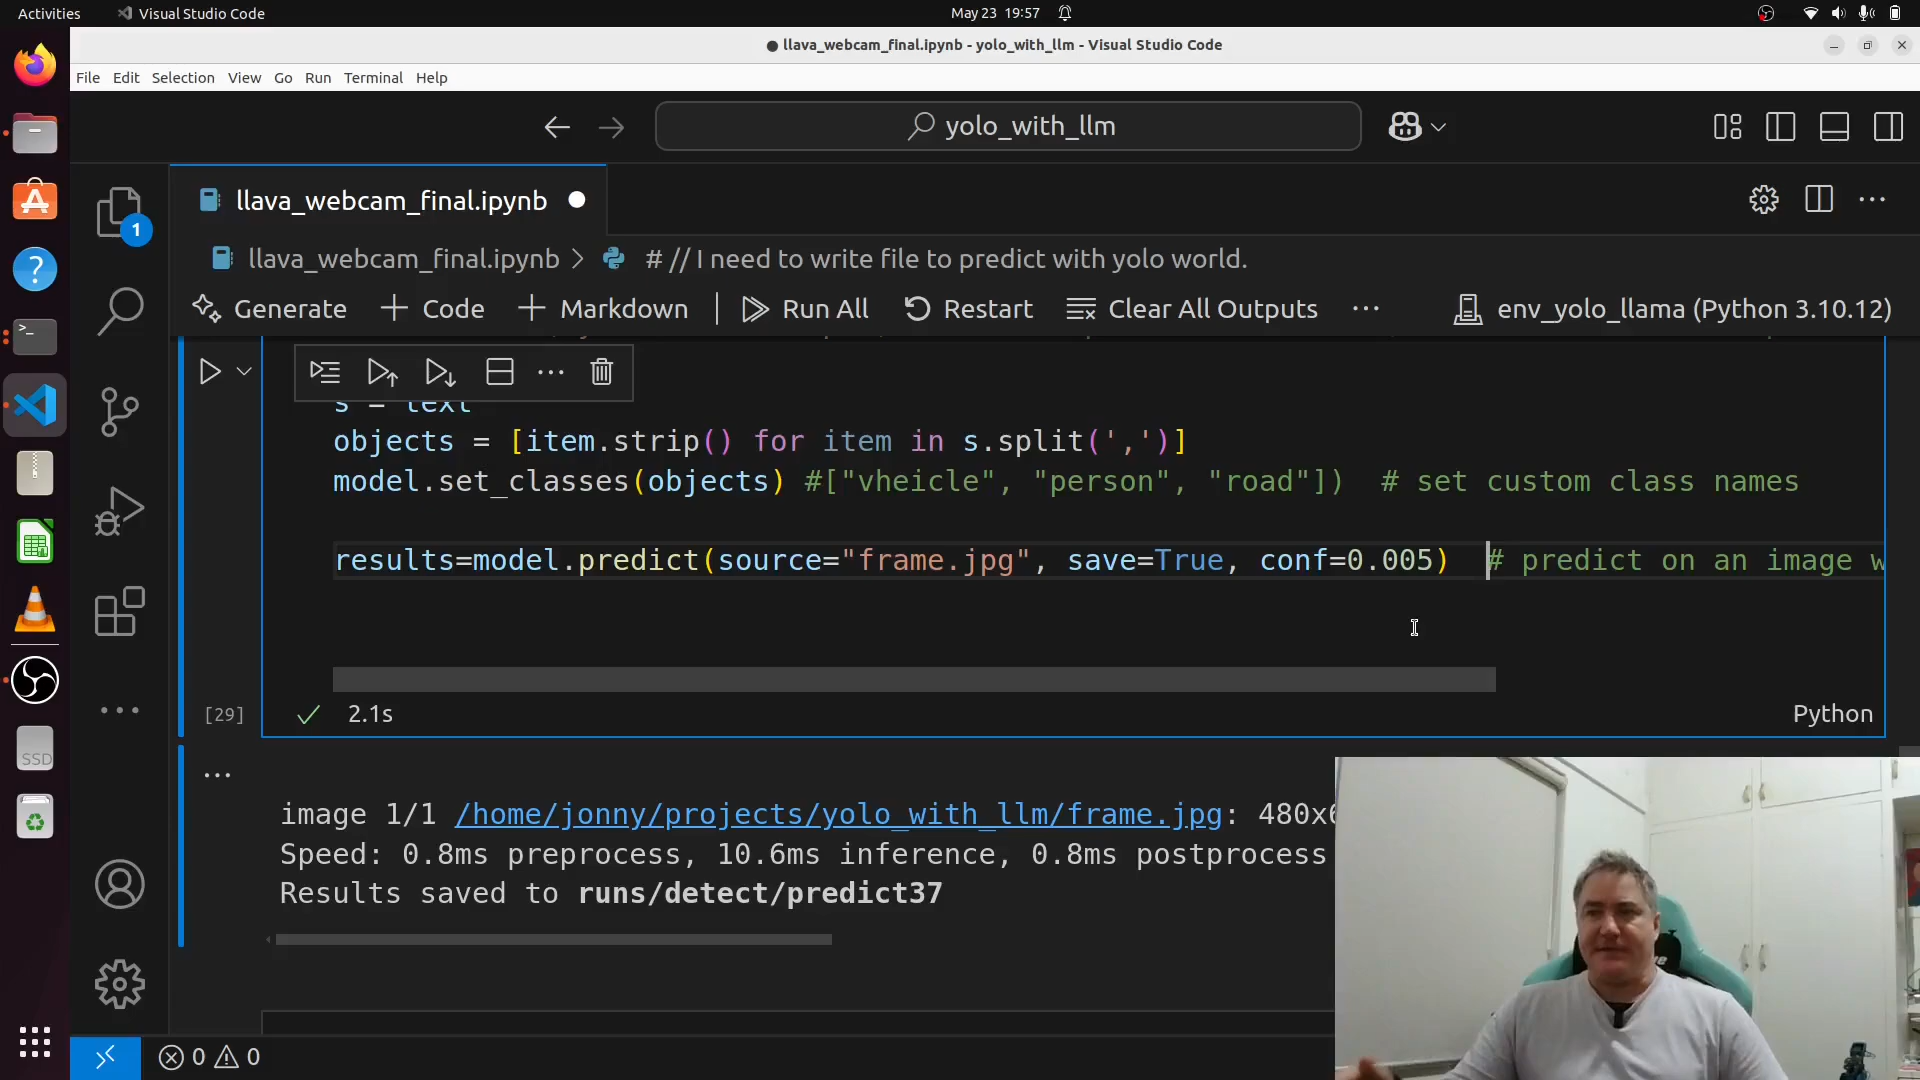 Activities
Visual Studio Code
May 23 19:57
llava_webcam_final.ipynb - yolo_with_llm - Visual Studio Code
File Edit Selection View Go Run Terminal Help
yolo_with_llm
llava_webcam_final.ipynb
1
llava_webcam_final.ipynb > # // I need to write file to predict with yolo world.
Generate + Code + Markdown | Run All Restart Clear All Outputs ... env_yolo_llama (Python 3.10.12)
s = text
objects = [item.strip() for item in s.split(',')]
model.set_classes(objects) #["vheicle", "person", "road"]) # set custom class names
results=model.predict(source="frame.jpg", save=True, conf=0.005) # predict on an image w
[29]
2.1s
Python
image 1/1 /home/jonny/projects/yolo_with_llm/frame.jpg: 480x6
Speed: 0.8ms preprocess, 10.6ms inference, 0.8ms postprocess
Results saved to runs/detect/predict37
SSD
0 0